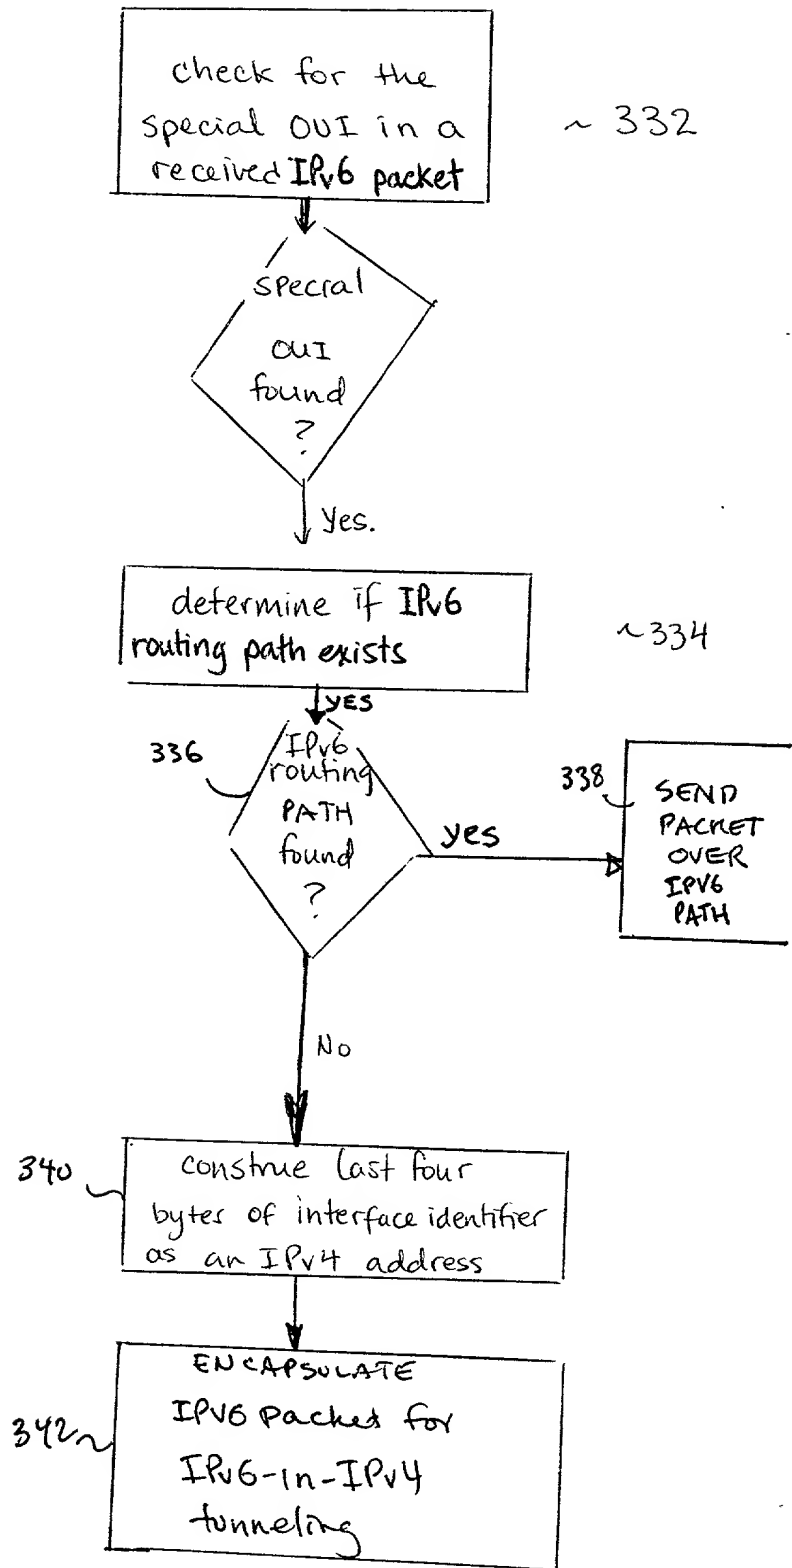 check for the
special OUI in a
received IPv6 packet
~ 332
special
OUI
found
?
Yes.
determine if IPv6
routing path exists
~334
YES
336
IPv6
routing
PATH
found
?
yes
338
SEND
PACKET
OVER
IPV6
PATH
No
340
construe last four
bytes of interface identifier
as an IPv4 address
342
ENCAPSULATE
IPV6 packet for
IPv6-in-IPv4
tunneling